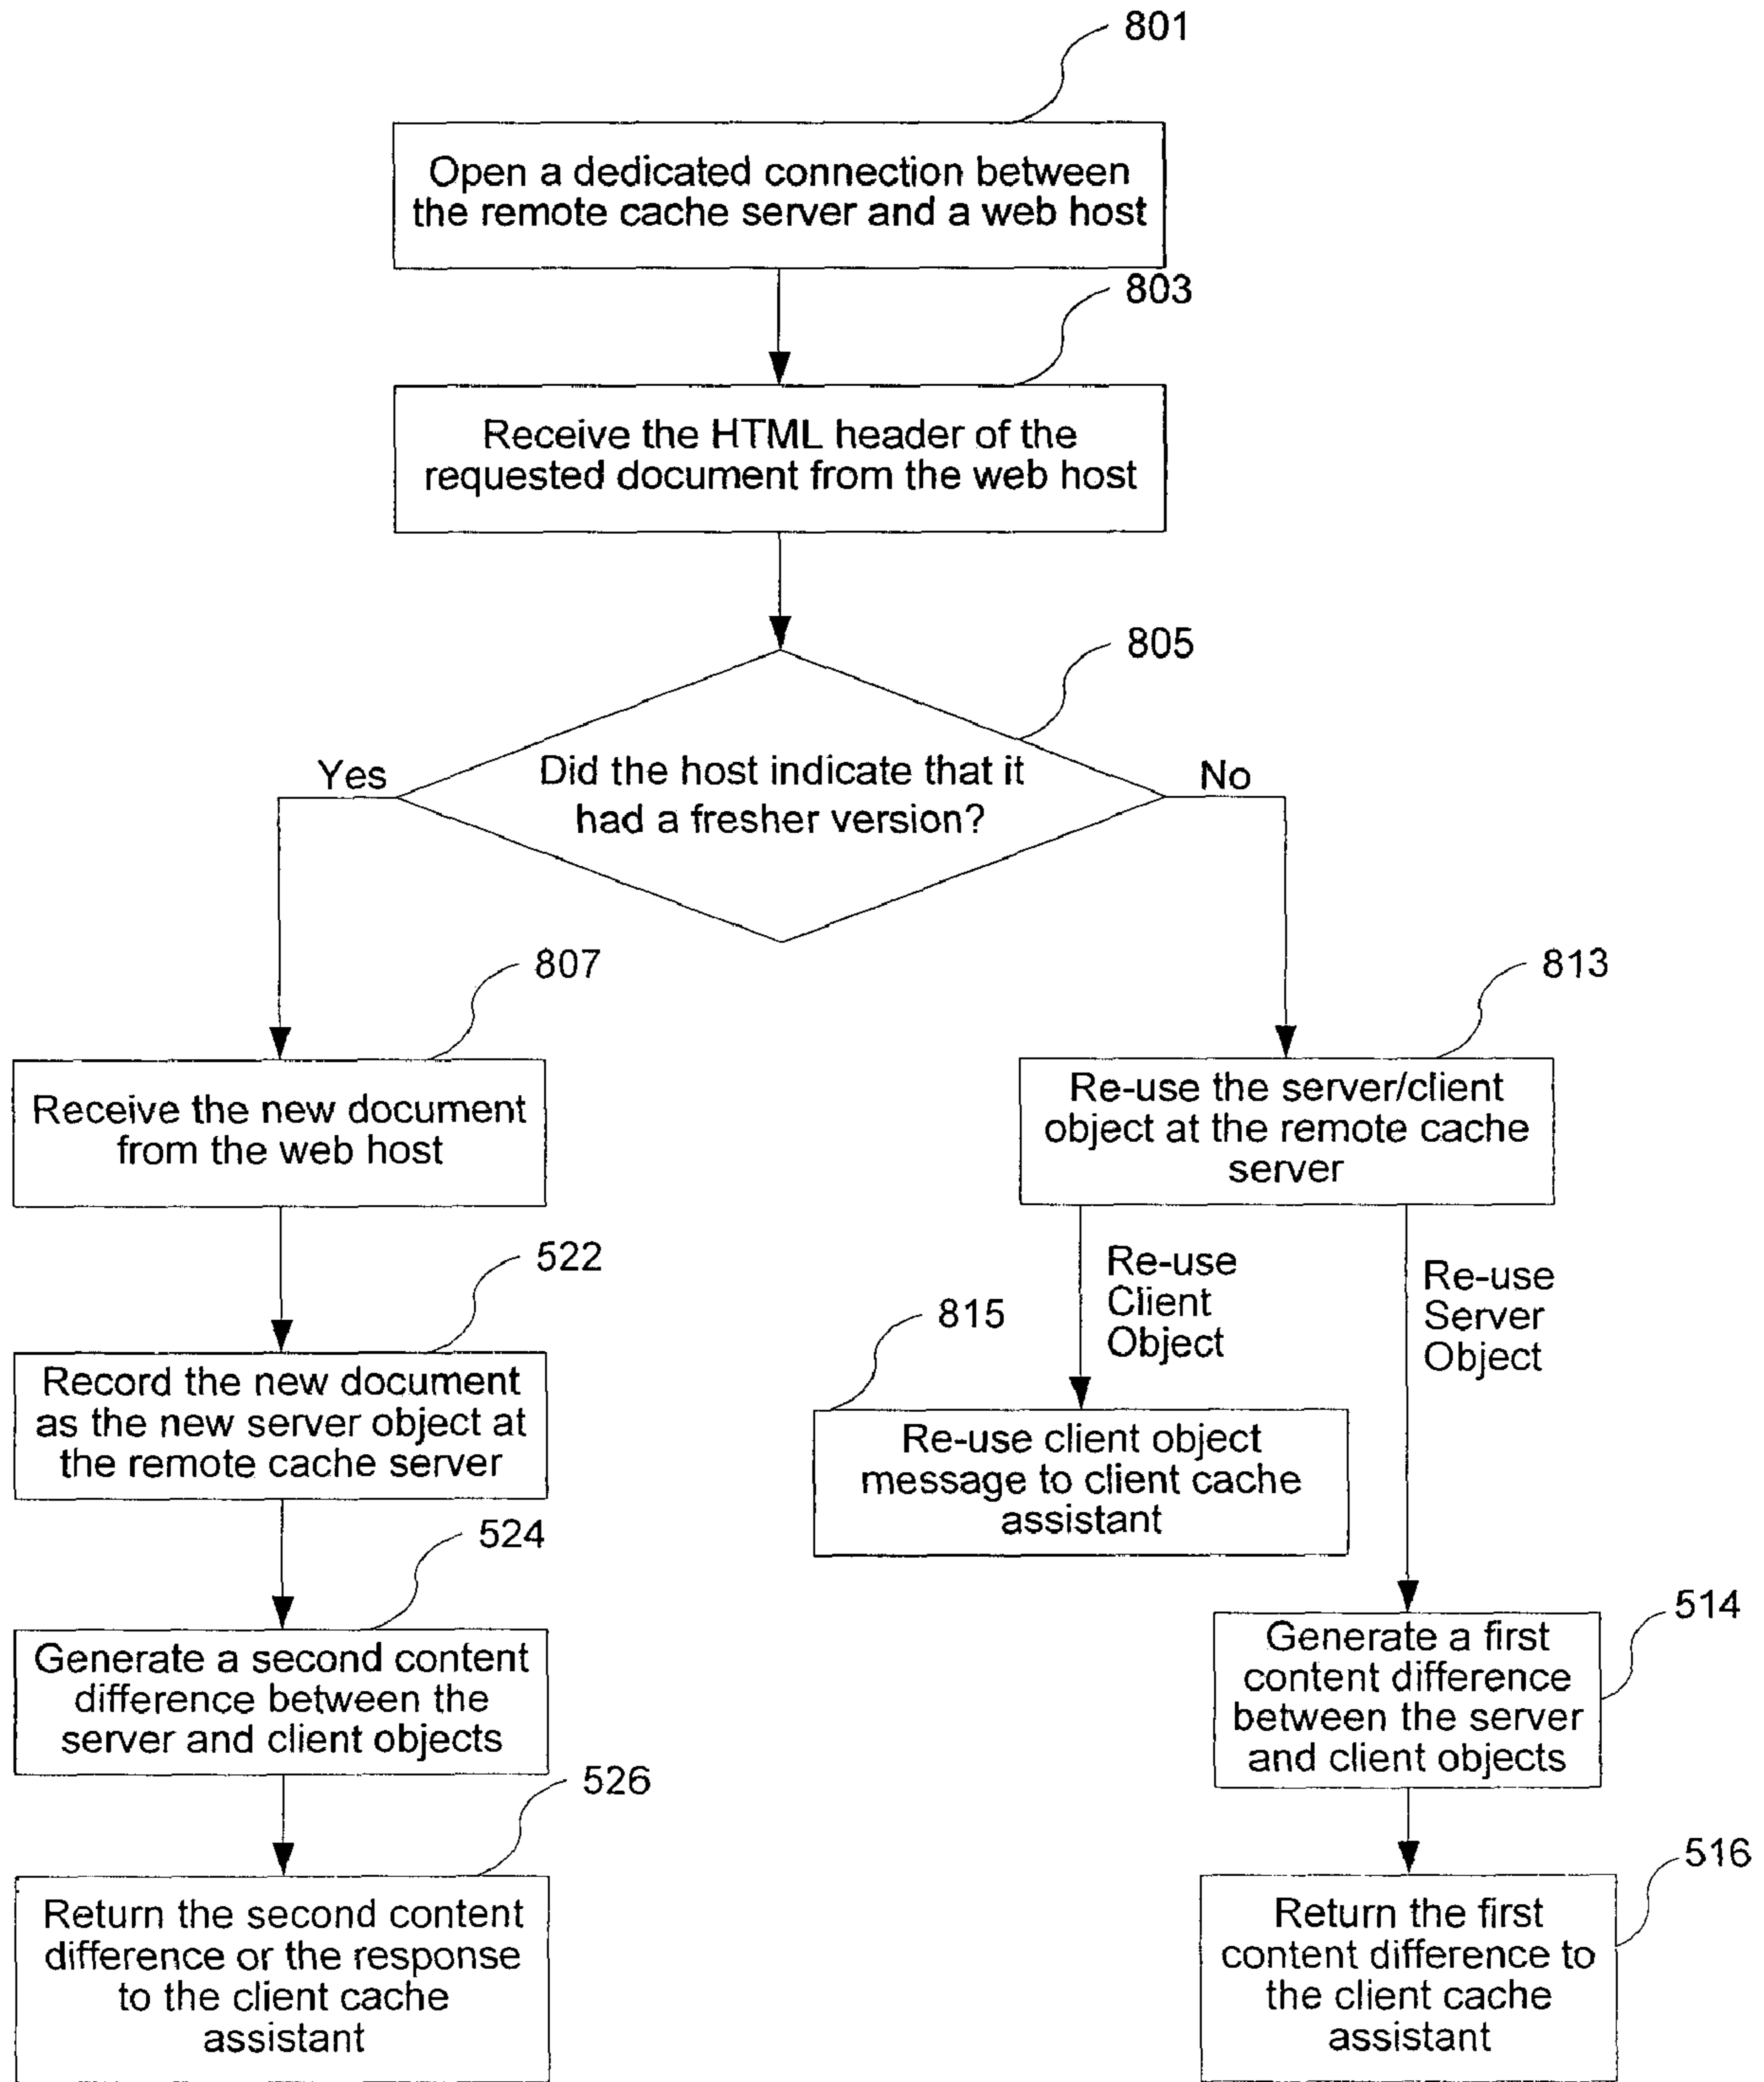 801
Open a dedicated connection between
the remote cache server and a web host
803
Receive the HTML header of the
requested document from the web host
805
Yes
Did the host indicate that it
had a fresher version?
No
807
Receive the new document
from the web host
813
Re-use the server/client
object at the remote cache
server
522
Record the new document
as the new server object at
the remote cache server
Re-use
Client
Object
Re-use
Server
Object
815
Re-use client object
message to client cache
assistant
524
Generate a second content
difference between the
server and client objects
514
Generate a first
content difference
between the server
and client objects
526
Return the second content
difference or the response
to the client cache
assistant
516
Return the first
content difference to
the client cache
assistant